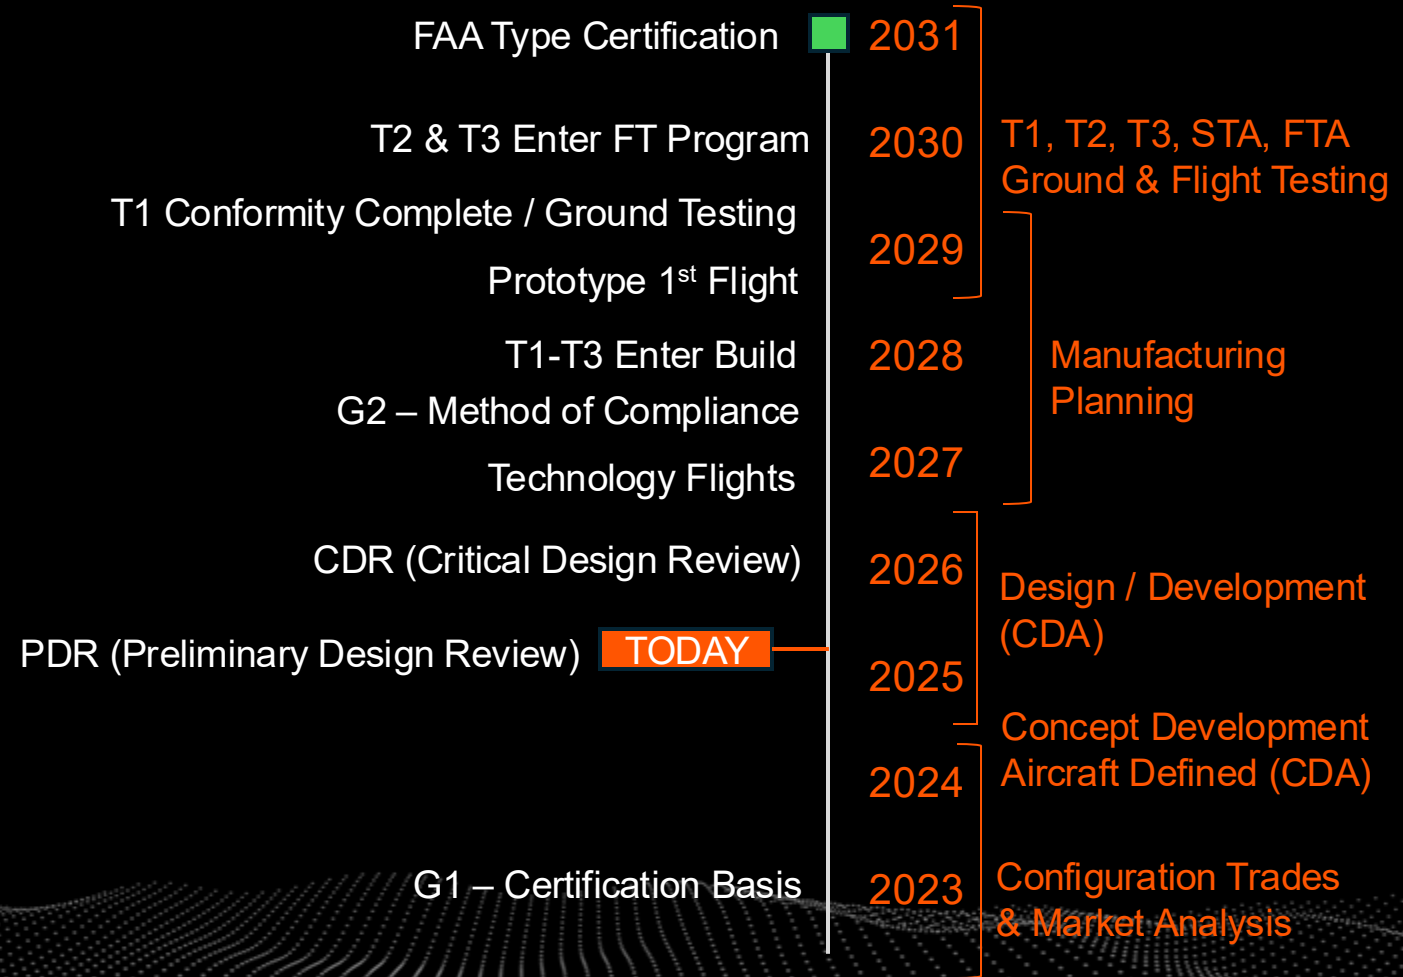 FAA Type Certification
2031
T2 & T3 Enter FT Program
2030
T1, T2, T3, STA, FTA
Ground & Flight Testing
T1 Conformity Complete / Ground Testing
2029
Prototype 1st Flight
T1-T3 Enter Build
2028
Manufacturing
Planning
G2 – Method of Compliance
2027
Technology Flights
CDR (Critical Design Review)
2026
Design / Development
(CDA)
PDR (Preliminary Design Review)
TODAY
2025
Concept Development
Aircraft Defined (CDA)
2024
G1 – Certification Basis
2023
Configuration Trades
& Market Analysis